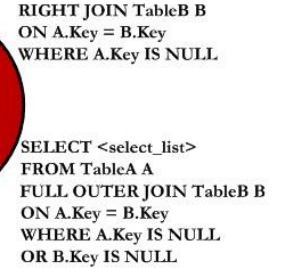 RIGHT JOIN TableB B
ON A.Key = B.Key
WHERE A.Key IS NULL
SELECT <select_list>
FROM TableA A
FULL OUTER JOIN TableB B
ON A.Key = B.Key
WHERE A.Key IS NULL
OR B.Key IS NULL